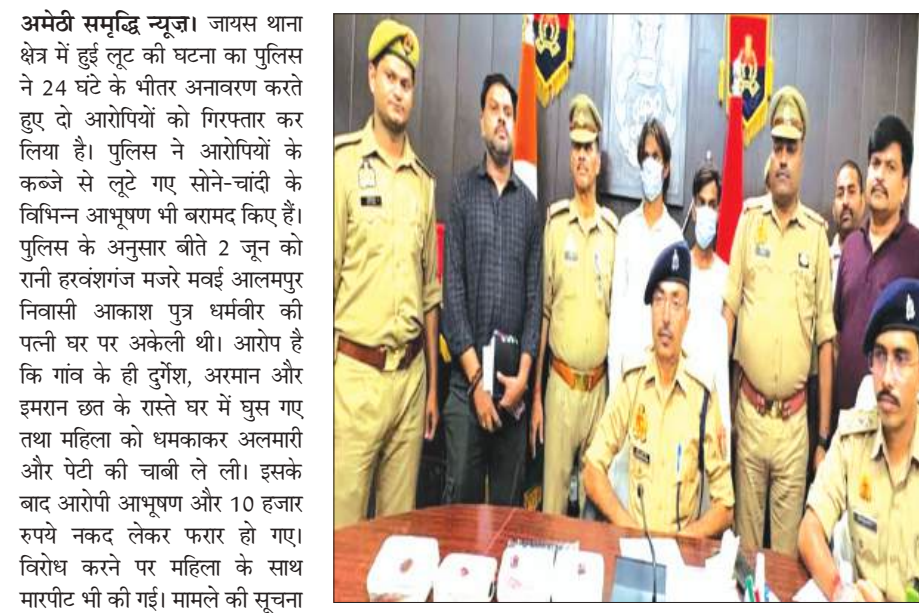 अमेठी समृद्धि न्यूज़। जायस थाना
क्षेत्र में हुई लूट की घटना का पुलिस
ने 24 घंटे के भीतर अनावरण करते
हुए दो आरोपियों को गिरफ्तार कर
लिया है। पुलिस ने आरोपियों के
कब्जे से लूटे गए सोने-चांदी के
विभिन्न आभूषण भी बरामद किए हैं।
पुलिस के अनुसार बीते 2 जून को
रानी हरवंशगंज मजरे मवई आलमपुर
निवासी आकाश पुत्र धर्मवीर की
पत्नी घर पर अकेली थी। आरोप है
कि गांव के ही दुर्गेश, अरमान और
इमरान छत के रास्ते घर में घुस गए
तथा महिला को धमकाकर अलमारी
और पेटी की चाबी ले ली। इसके
बाद आरोपी आभूषण और 10 हजार
रुपये नकद लेकर फरार हो गए।
विरोध करने पर महिला के साथ
मारपीट भी की गई। मामले की सूचना